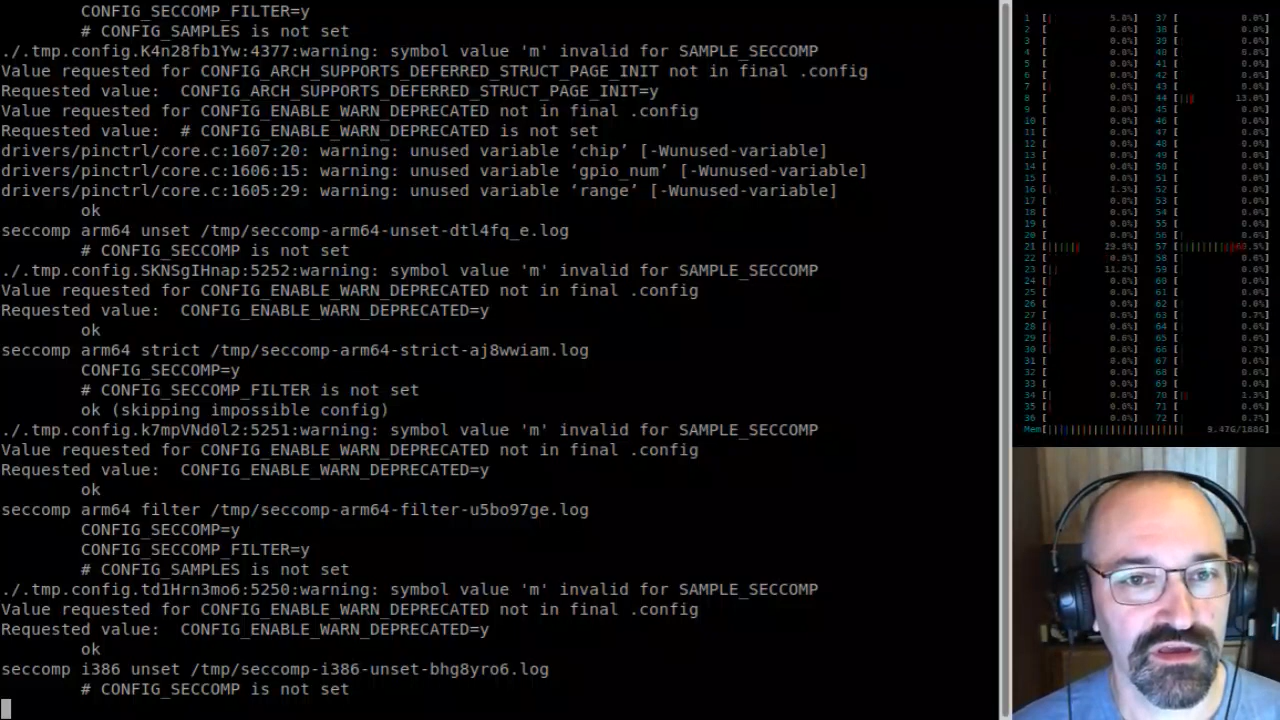 CONFIG_SECCOMP_FILTER=y
# CONFIG_SAMPLES is not set
./.tmp.config.K4n28fb1Yw:4377:warning: symbol value 'm' invalid for SAMPLE_SECCOMP
Value requested for CONFIG_ARCH_SUPPORTS_DEFERRED_STRUCT_PAGE_INIT not in final .config
Requested value:  CONFIG_ARCH_SUPPORTS_DEFERRED_STRUCT_PAGE_INIT=y
Value requested for CONFIG_ENABLE_WARN_DEPRECATED not in final .config
Requested value:  # CONFIG_ENABLE_WARN_DEPRECATED is not set
drivers/pinctrl/core.c:1607:20: warning: unused variable ‘chip’ [-Wunused-variable]
drivers/pinctrl/core.c:1606:15: warning: unused variable ‘gpio_num’ [-Wunused-variable]
drivers/pinctrl/core.c:1605:29: warning: unused variable ‘range’ [-Wunused-variable]
ok
seccomp arm64 unset /tmp/seccomp-arm64-unset-dtl4fq_e.log
# CONFIG_SECCOMP is not set
./.tmp.config.SKNSgIHnap:5252:warning: symbol value 'm' invalid for SAMPLE_SECCOMP
Value requested for CONFIG_ENABLE_WARN_DEPRECATED not in final .config
Requested value:  CONFIG_ENABLE_WARN_DEPRECATED=y
ok
seccomp arm64 strict /tmp/seccomp-arm64-strict-aj8wwiam.log
CONFIG_SECCOMP=y
# CONFIG_SECCOMP_FILTER is not set
ok (skipping impossible config)
./.tmp.config.k7mpVNd0l2:5251:warning: symbol value 'm' invalid for SAMPLE_SECCOMP
Value requested for CONFIG_ENABLE_WARN_DEPRECATED not in final .config
Requested value:  CONFIG_ENABLE_WARN_DEPRECATED=y
ok
seccomp arm64 filter /tmp/seccomp-arm64-filter-u5bo97ge.log
CONFIG_SECCOMP=y
CONFIG_SECCOMP_FILTER=y
# CONFIG_SAMPLES is not set
./.tmp.config.td1Hrn3mo6:5250:warning: symbol value 'm' invalid for SAMPLE_SECCOMP
Value requested for CONFIG_ENABLE_WARN_DEPRECATED not in final .config
Requested value:  CONFIG_ENABLE_WARN_DEPRECATED=y
ok
seccomp i386 unset /tmp/seccomp-i386-unset-bhg8yro6.log
# CONFIG_SECCOMP is not set
Mem